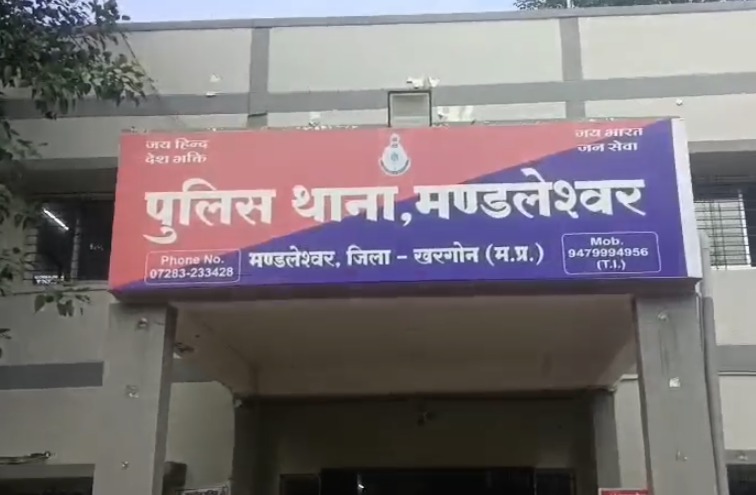 जय हिन्द
देश भक्ति
जय भारत
जन सेवा
पुलिस थाना, मण्डलेश्वर
Phone No.
07283-233428
मण्डलेश्वर, जिला - खरगोन (म.प्र.)
Mob.
9479994956
(T.I.)